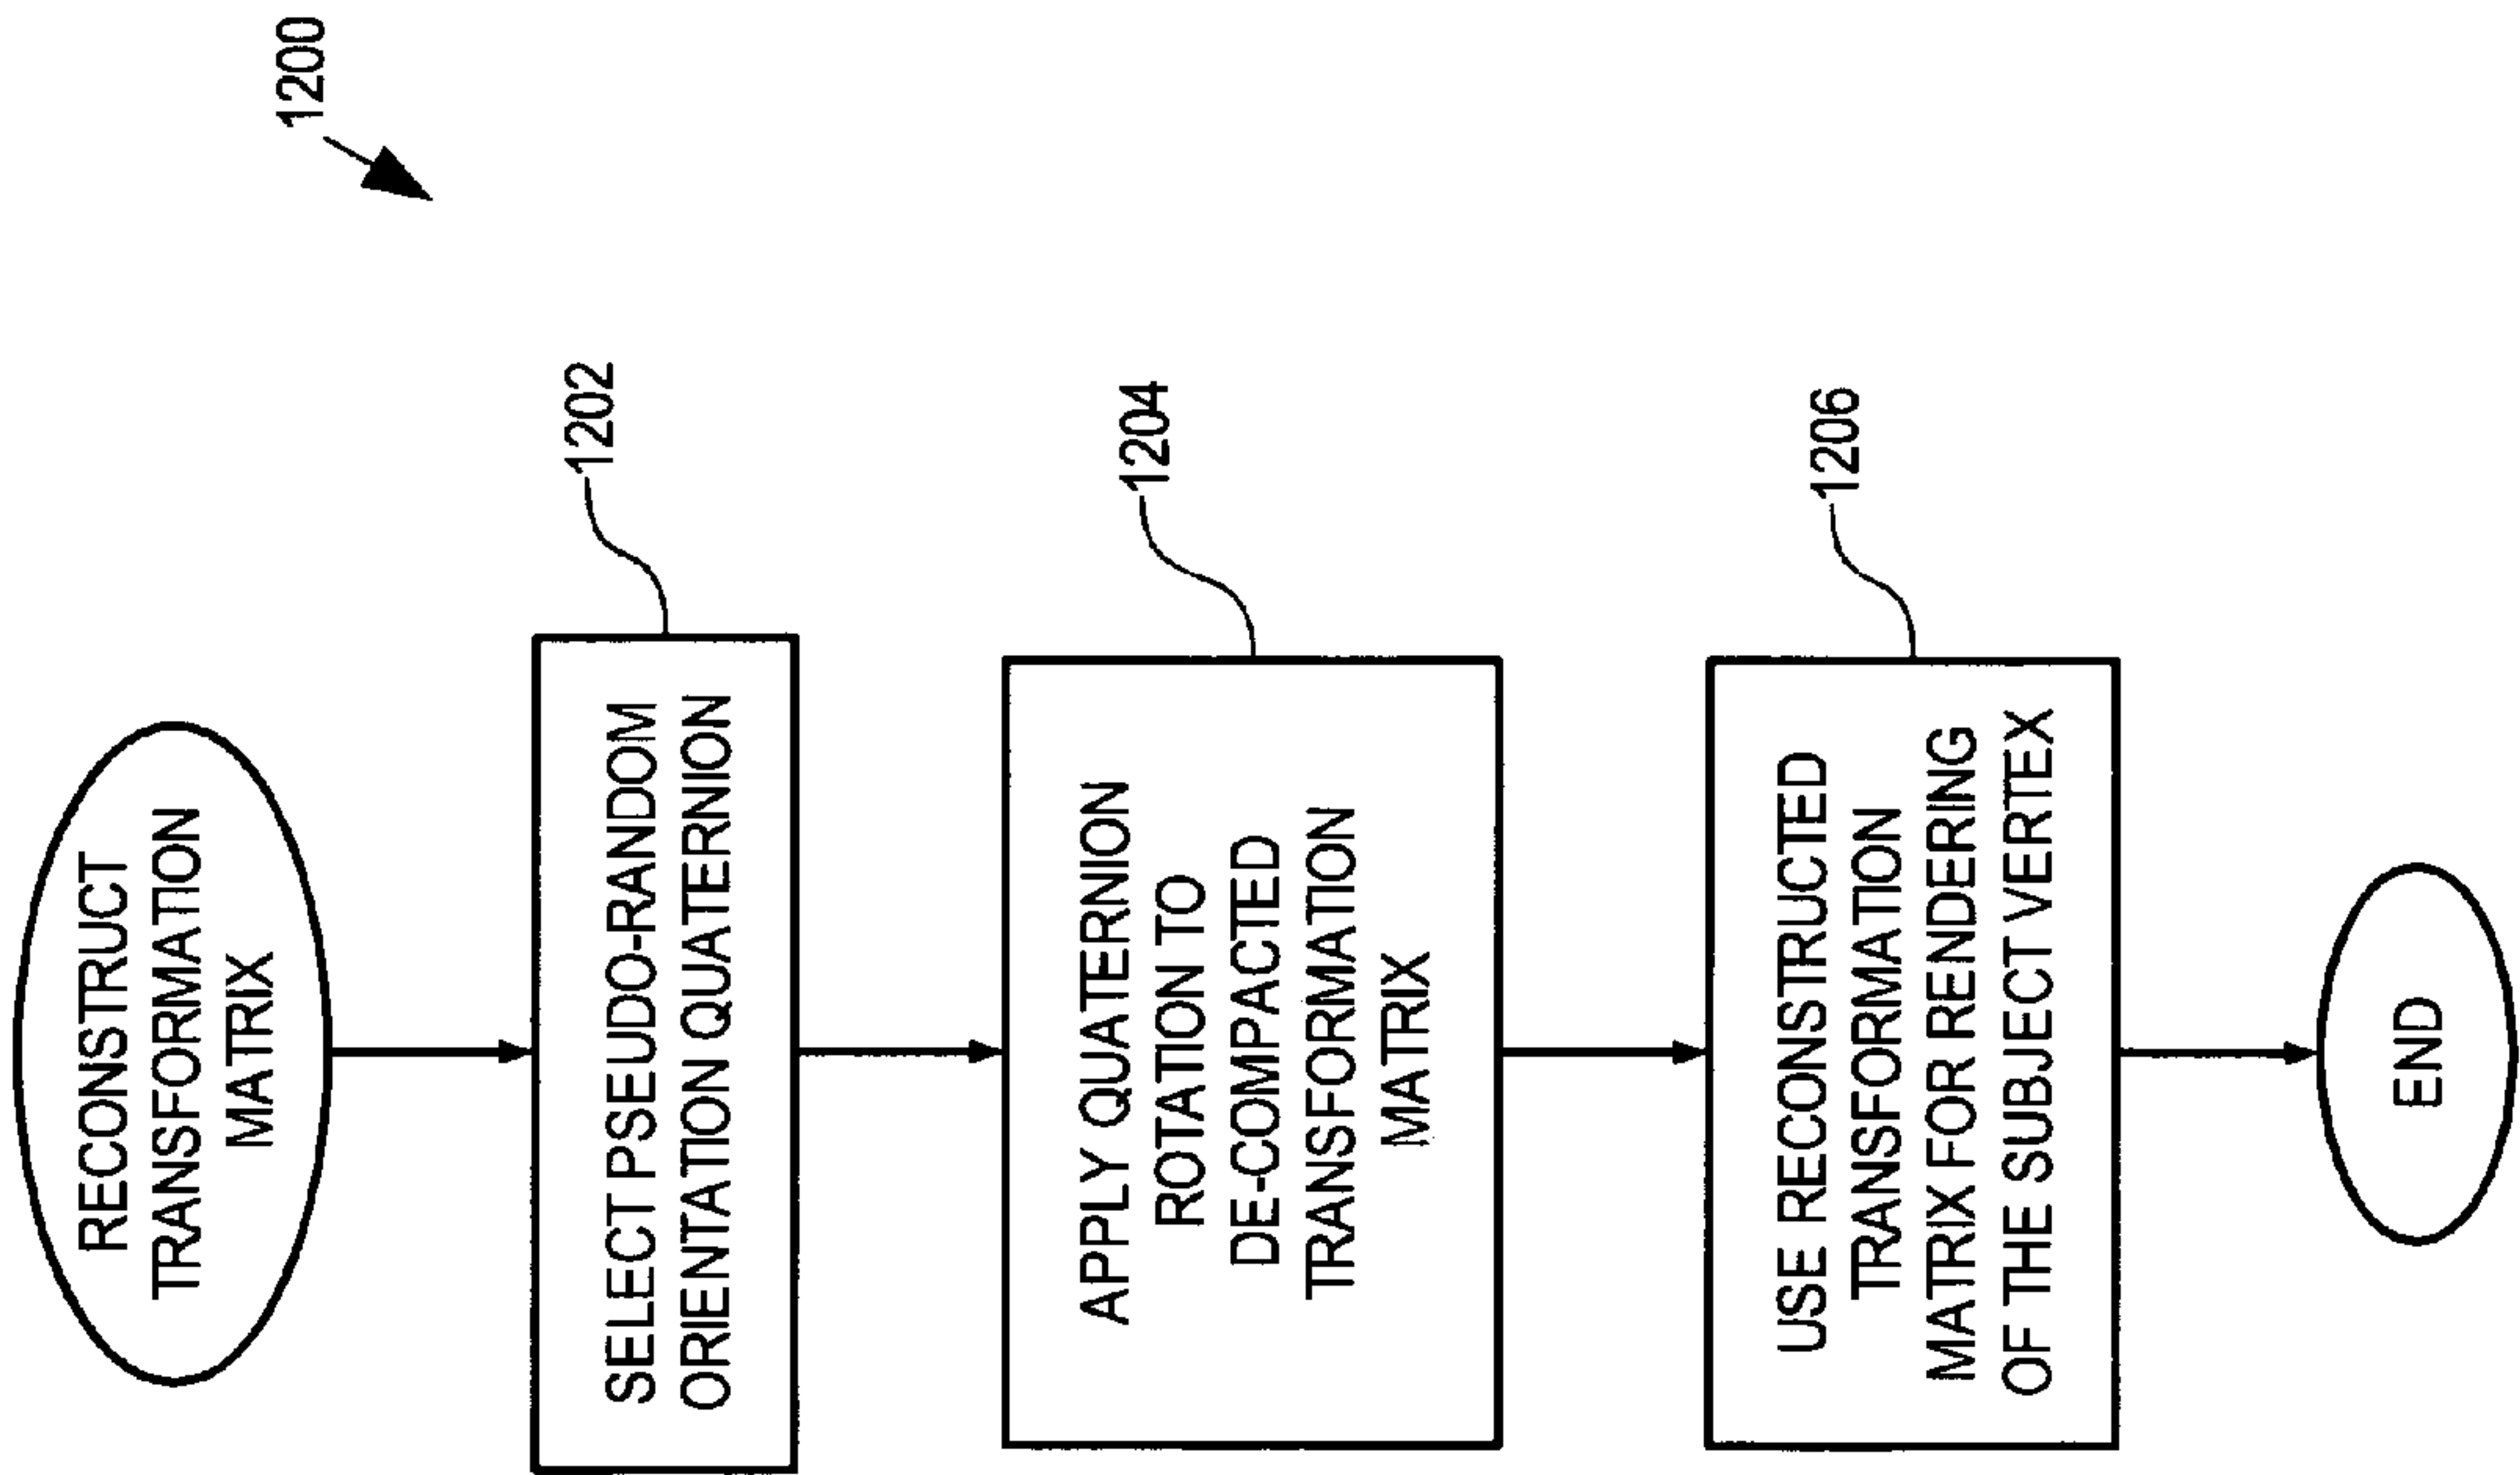 1200
RECONSTRUCT
TRANSFORMATION
MATRIX
1202
SELECT PSEUDO-RANDOM
ORIENTATION QUATERNION
1204
APPLY QUATERNION
ROTATION TO
DE-COMPACTED
TRANSFORMATION
MATRIX
1206
USE RECONSTRUCTED
TRANSFORMATION
MATRIX FOR RENDERING
OF THE SUBJECT VERTEX
END